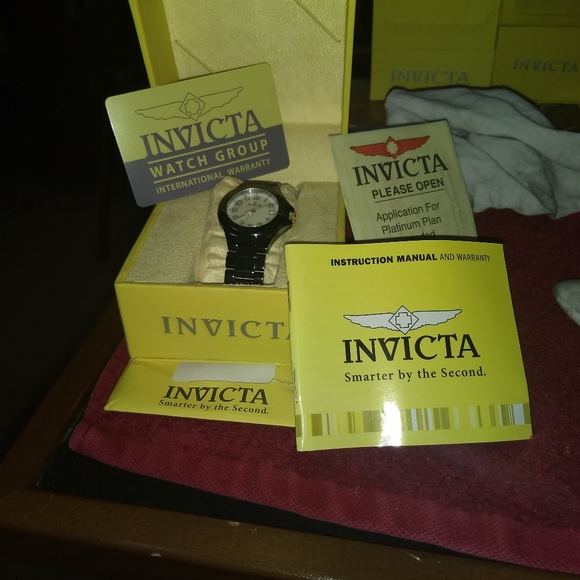 INVICTA
INVICTA
INVICTA
WATCH GROUP
INTERNATIONAL WARRANTY
INVICTA
PLEASE OPEN
Application For
Platinum Plan
INVICTA
INSTRUCTION MANUAL AND WARRANTY
INVICTA
Smarter by the Second.
INVICTA
Smarter by the Second.